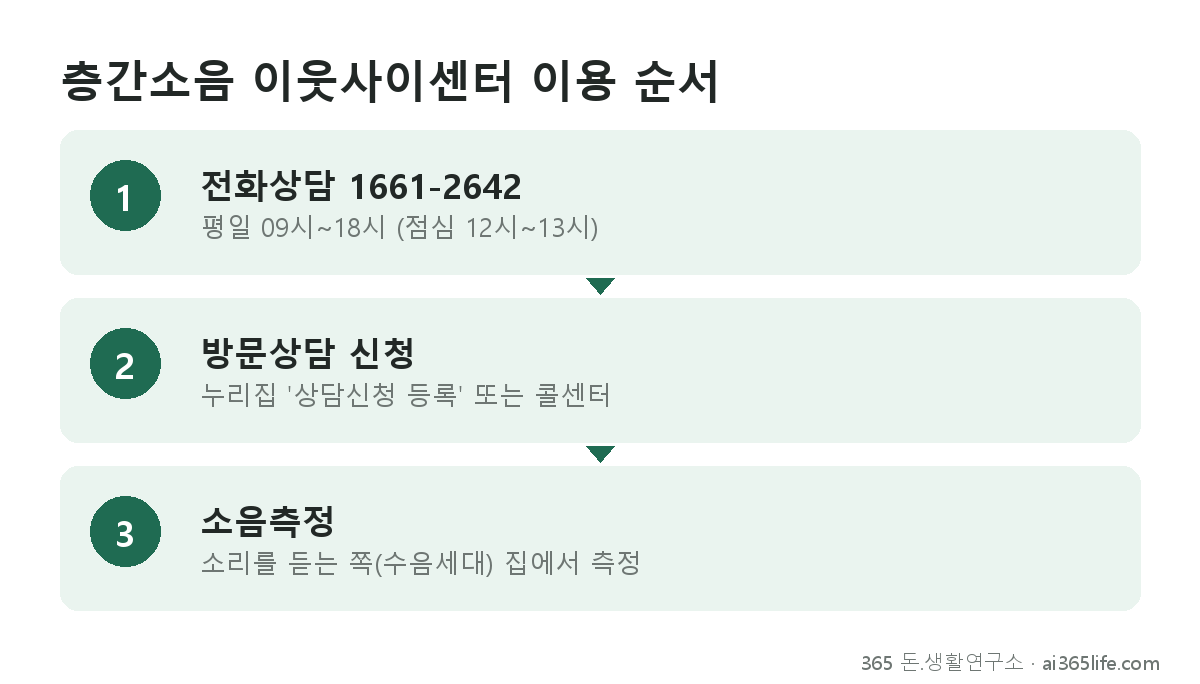 층간소음 이웃사이센터 이용 순서
1
전화상담 1661-2642
평일 09시~18시 (점심 12시~13시)
2
방문상담 신청
누리집 '상담신청 등록' 또는 콜센터
3
소음측정
소리를 듣는 쪽(수음세대) 집에서 측정
365 돈.생활연구소 · ai365life.com